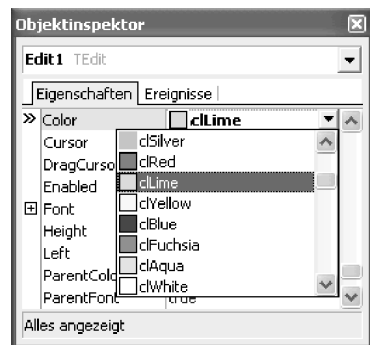 Objektinspektor
Edit1 TEdit
Eigenschaften Ereignisse
Color clLime
Cursor clSilver
DragCurso clRed
Enabled clLime
Font clYellow
Height clBlue
Left clFuchsia
ParentColo clAqua
ParentFont clWhite
true
Alles angezeigt